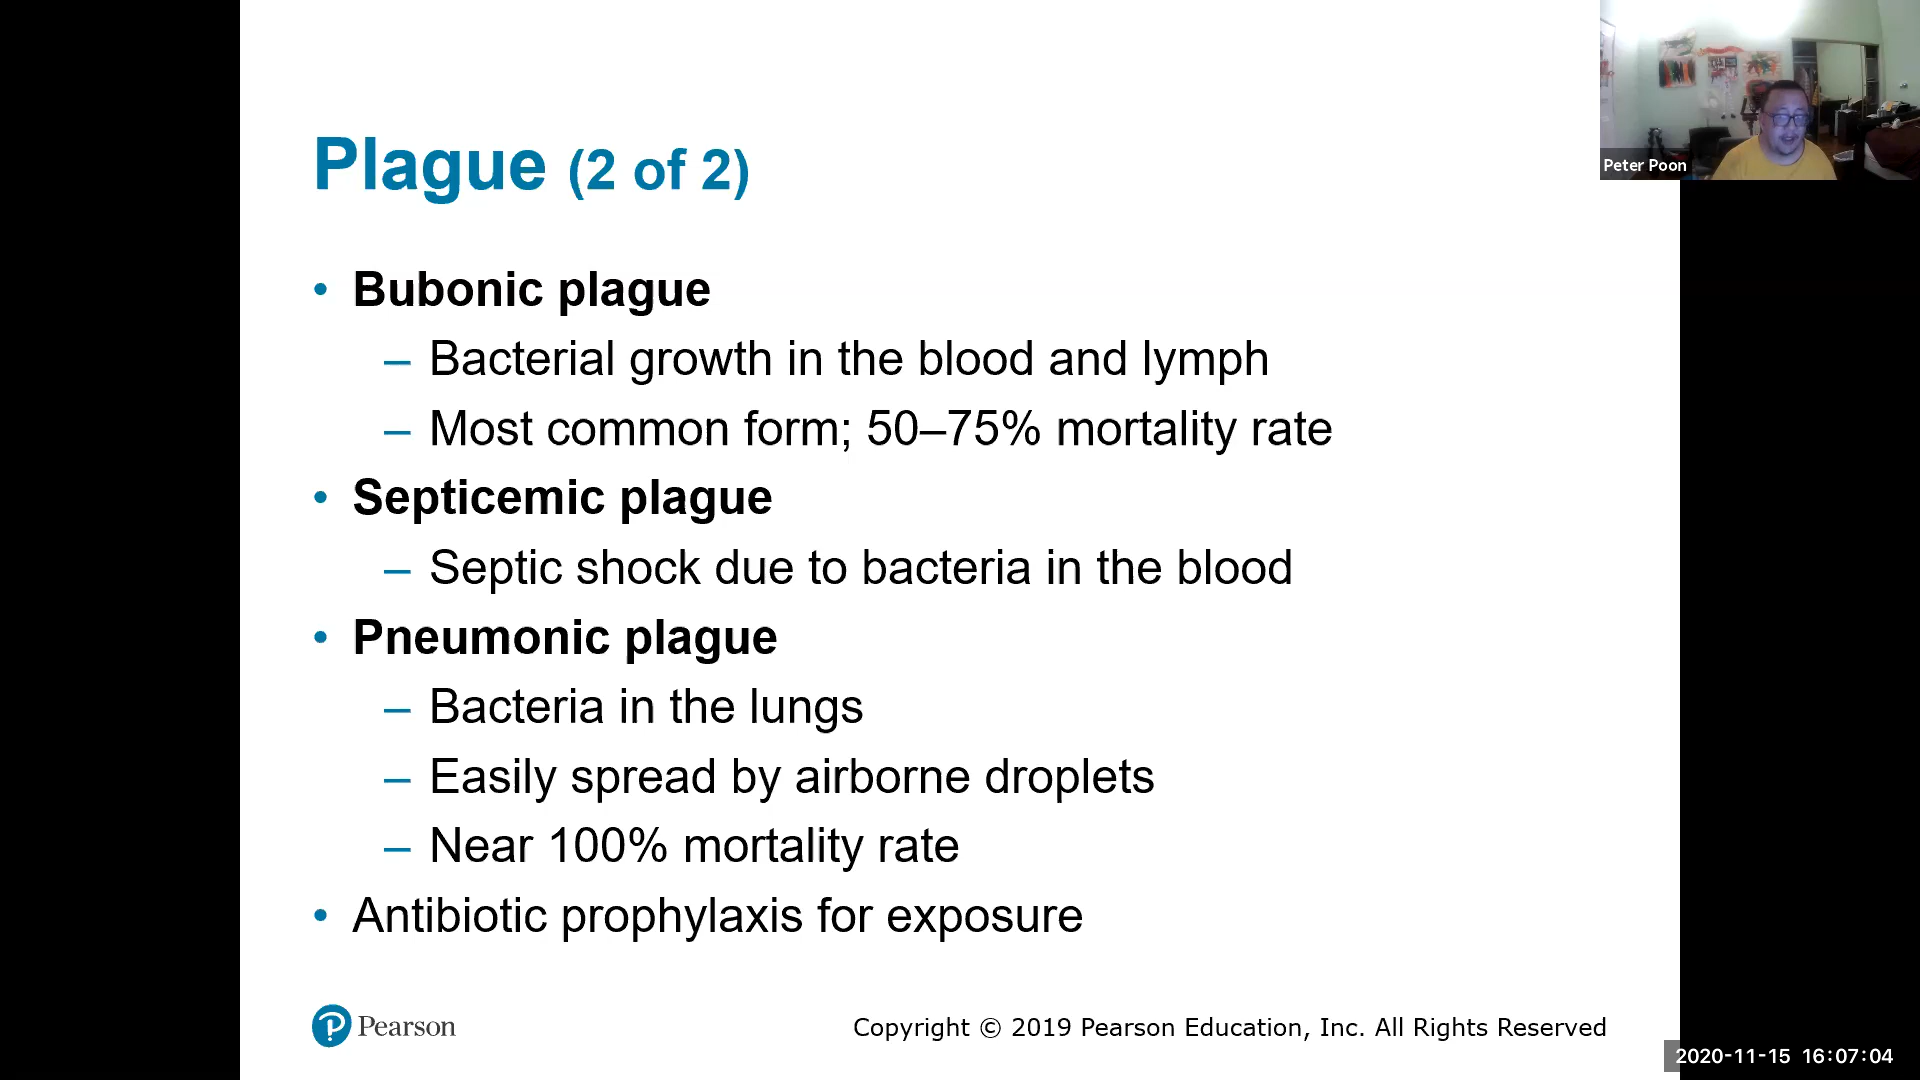 Plague (2 of 2)
• Bubonic plague
– Bacterial growth in the blood and lymph
– Most common form; 50–75% mortality rate
• Septicemic plague
– Septic shock due to bacteria in the blood
• Pneumonic plague
– Bacteria in the lungs
– Easily spread by airborne droplets
– Near 100% mortality rate
• Antibiotic prophylaxis for exposure
Pearson
Copyright © 2019 Pearson Education, Inc. All Rights Reserved
Peter Poon
2020-11-15 16:07:04